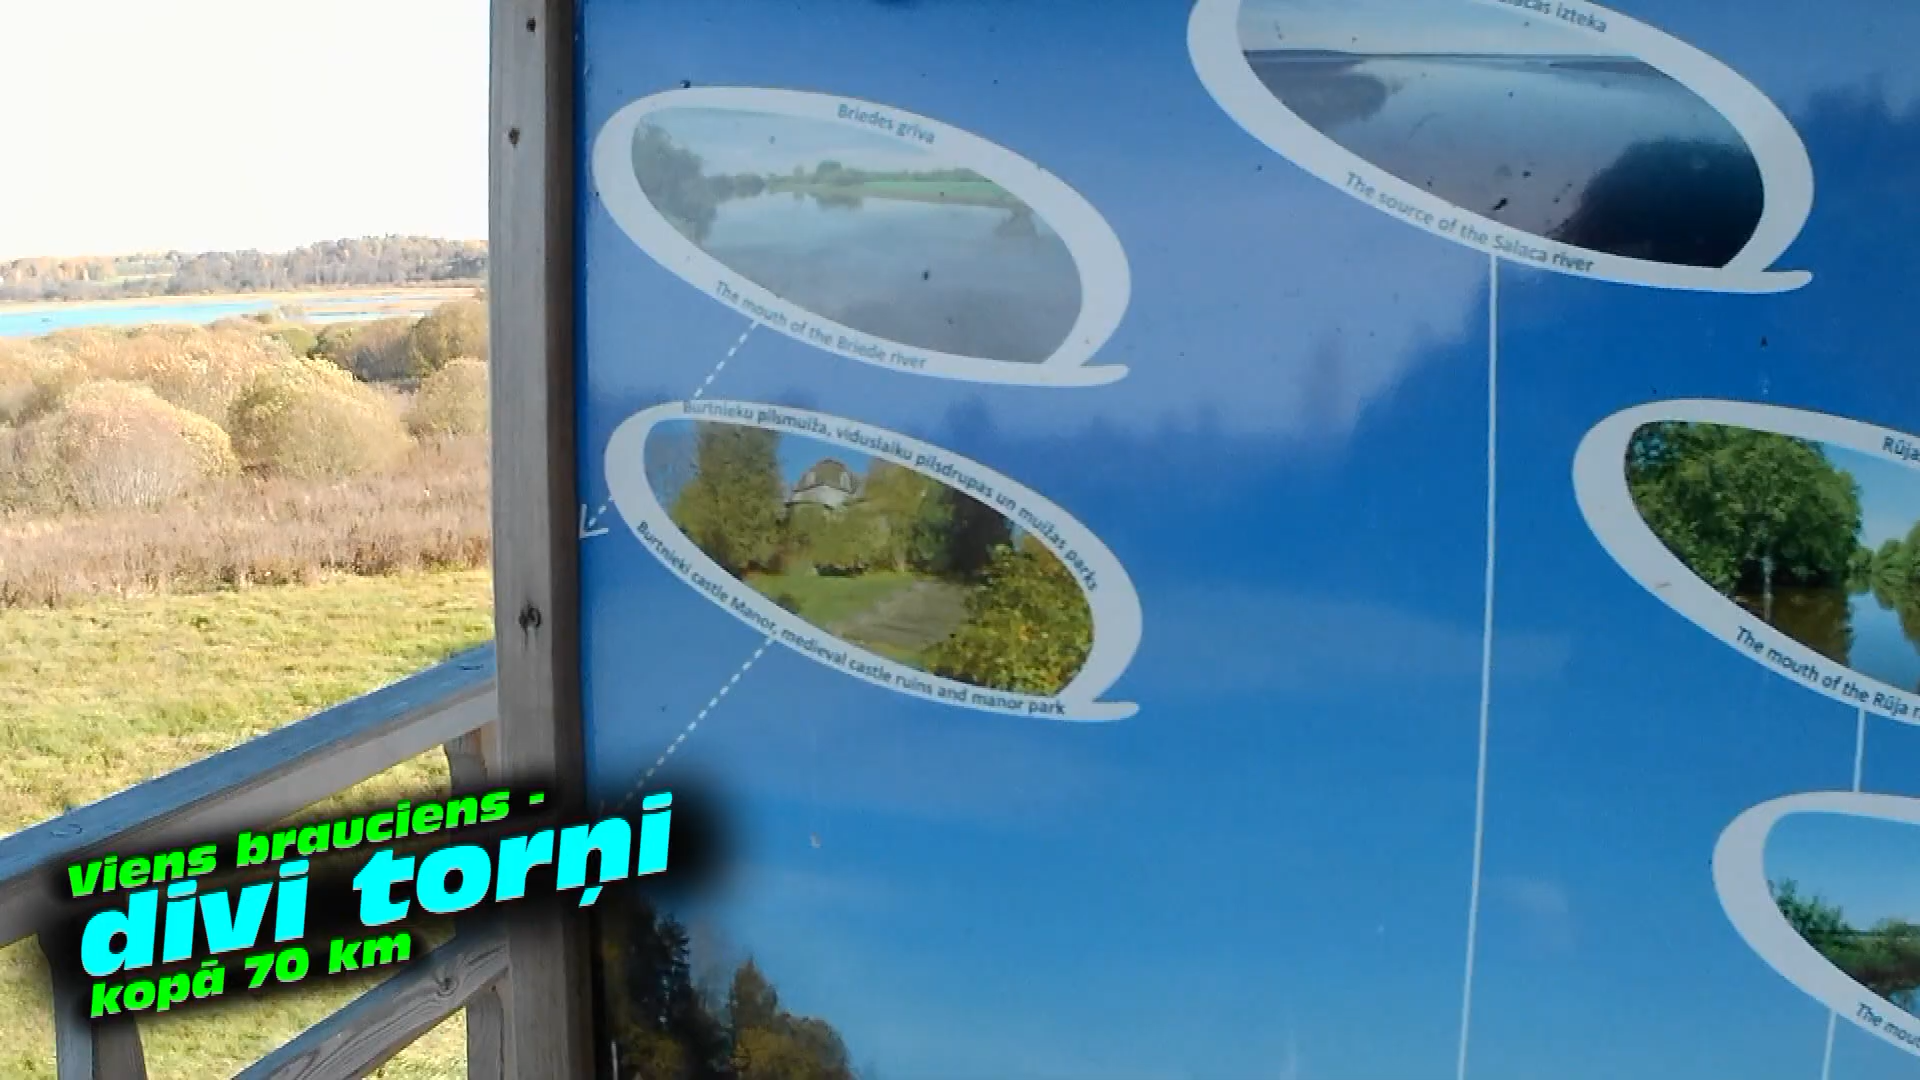 Briedes grīva
The mouth of the Briede river
Burtnieku pilsmuiža, viduslaiku pilsdrupas un muižas parks
Burtnieki castle Manor, medieval castle ruins and manor park
izteka
The source of the Salaca river
The mouth of the Rūja
The
Viens brauciens -
divi torņi
kopā 70 km